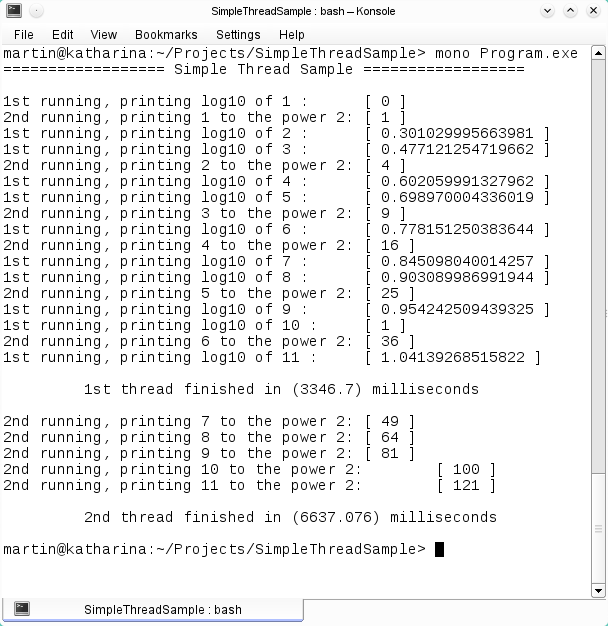 SimpleThreadSample : bash – Konsole
File Edit View Bookmarks Settings Help
martin@katharina:~/Projects/SimpleThreadSample> mono Program.exe
================== Simple Thread Sample ==================
1st running, printing log10 of 1 :      [ 0 ]
2nd running, printing 1 to the power 2: [ 1 ]
1st running, printing log10 of 2 :      [ 0.301029995663981 ]
1st running, printing log10 of 3 :      [ 0.477121254719662 ]
2nd running, printing 2 to the power 2: [ 4 ]
1st running, printing log10 of 4 :      [ 0.602059991327962 ]
1st running, printing log10 of 5 :      [ 0.698970004336019 ]
2nd running, printing 3 to the power 2: [ 9 ]
1st running, printing log10 of 6 :      [ 0.778151250383644 ]
2nd running, printing 4 to the power 2: [ 16 ]
1st running, printing log10 of 7 :      [ 0.845098040014257 ]
1st running, printing log10 of 8 :      [ 0.903089986991944 ]
2nd running, printing 5 to the power 2: [ 25 ]
1st running, printing log10 of 9 :      [ 0.954242509439325 ]
1st running, printing log10 of 10 :     [ 1 ]
2nd running, printing 6 to the power 2: [ 36 ]
1st running, printing log10 of 11 :     [ 1.04139268515822 ]
1st thread finished in (3346.7) milliseconds
2nd running, printing 7 to the power 2: [ 49 ]
2nd running, printing 8 to the power 2: [ 64 ]
2nd running, printing 9 to the power 2: [ 81 ]
2nd running, printing 10 to the power 2:        [ 100 ]
2nd running, printing 11 to the power 2:        [ 121 ]
2nd thread finished in (6637.076) milliseconds
martin@katharina:~/Projects/SimpleThreadSample>
SimpleThreadSample : bash